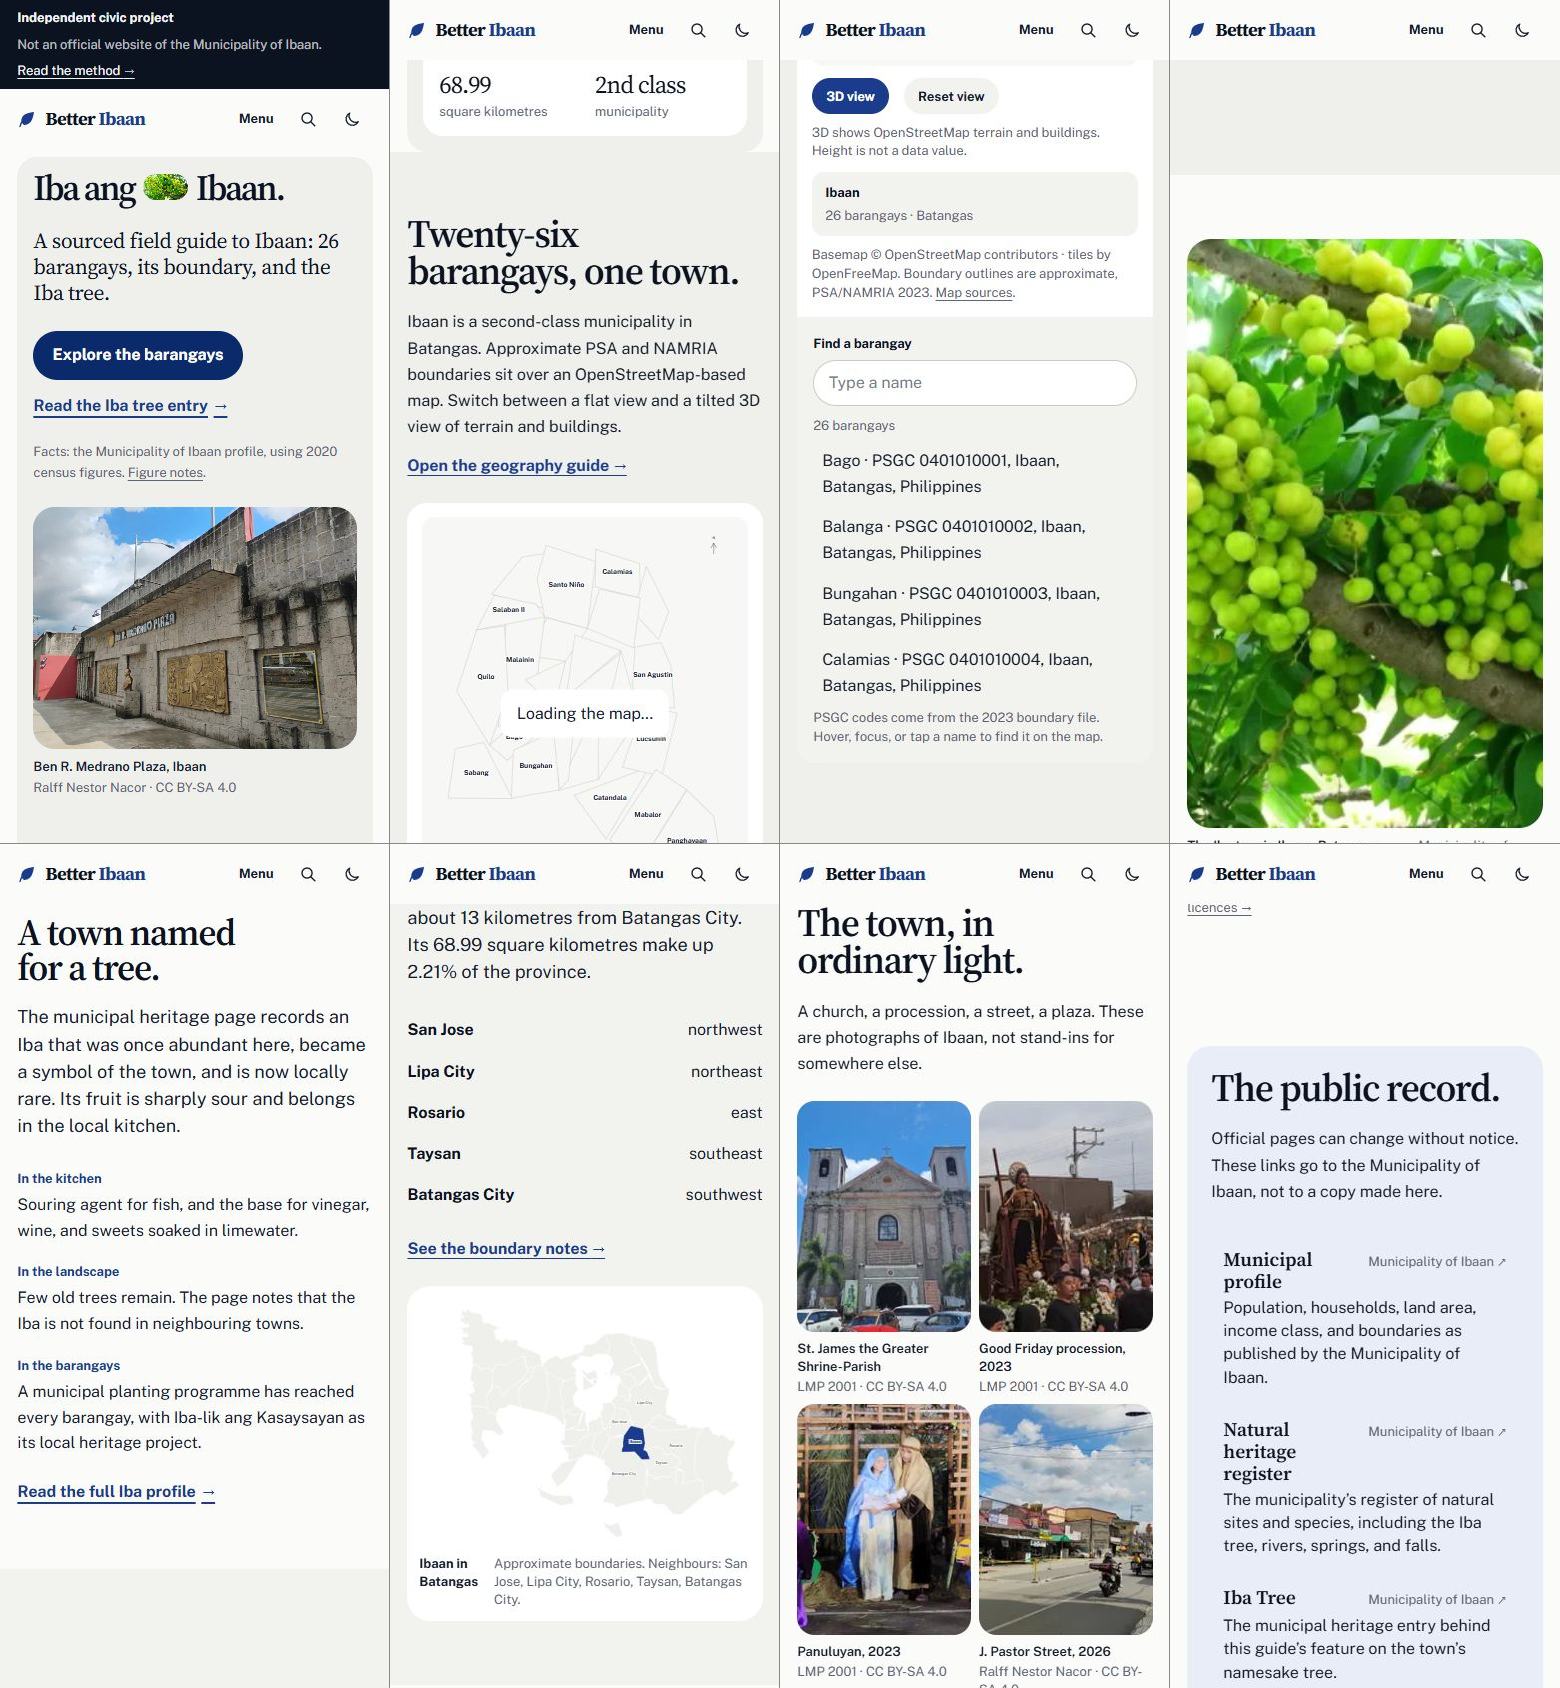 Independent civic project
Not an official website of the Municipality of Ibaan.
Read the method →
Better Ibaan
Menu
Iba ang Ibaan.
A sourced field guide to Ibaan: 26
barangays, its boundary, and the
Iba tree.
Explore the barangays
Read the Iba tree entry →
Facts: the Municipality of Ibaan profile, using 2020
census figures. Figure notes.
BEN R. MEDRANO PLAZA
Ben R. Medrano Plaza, Ibaan
Ralff Nestor Nacor · CC BY-SA 4.0
Better Ibaan
Menu
68.99
square kilometres
2nd class
municipality
Twenty-six
barangays, one town.
Ibaan is a second-class municipality in
Batangas. Approximate PSA and NAMRIA
boundaries sit over an OpenStreetMap-based
map. Switch between a flat view and a tilted 3D
view of terrain and buildings.
Open the geography guide →
Calamias
Santo Niño
Salaban II
Malainin
San Agustin
Quilo
Loading the map…
Bago
Lucsuhin
Bungahan
Sabang
Catandala
Mabalor
Panghayaan
Better Ibaan
Menu
3D view
Reset view
3D shows OpenStreetMap terrain and buildings.
Height is not a data value.
Ibaan
26 barangays · Batangas
Basemap © OpenStreetMap contributors · tiles by
OpenFreeMap. Boundary outlines are approximate,
PSA/NAMRIA 2023. Map sources.
Find a barangay
Type a name
26 barangays
Bago · PSGC 0401010001, Ibaan,
Batangas, Philippines
Balanga · PSGC 0401010002, Ibaan,
Batangas, Philippines
Bungahan · PSGC 0401010003, Ibaan,
Batangas, Philippines
Calamias · PSGC 0401010004, Ibaan,
Batangas, Philippines
PSGC codes come from the 2023 boundary file.
Hover, focus, or tap a name to find it on the map.
Better Ibaan
Menu
Better Ibaan
Menu
A town named
for a tree.
The municipal heritage page records an
Iba that was once abundant here, became
a symbol of the town, and is now locally
rare. Its fruit is sharply sour and belongs
in the local kitchen.
In the kitchen
Souring agent for fish, and the base for vinegar,
wine, and sweets soaked in limewater.
In the landscape
Few old trees remain. The page notes that the
Iba is not found in neighbouring towns.
In the barangays
A municipal planting programme has reached
every barangay, with Iba-lik ang Kasaysayan as
its local heritage project.
Read the full Iba profile →
Better Ibaan
Menu
about 13 kilometres from Batangas City.
Its 68.99 square kilometres make up
2.21% of the province.
San Jose northwest
Lipa City northeast
Rosario east
Taysan southeast
Batangas City southwest
See the boundary notes →
Lipa City
San Jose
Ibaan
Rosario
Taysan
Batangas City
Ibaan in
Batangas
Approximate boundaries. Neighbours: San
Jose, Lipa City, Rosario, Taysan, Batangas
City.
Better Ibaan
Menu
The town, in
ordinary light.
A church, a procession, a street, a plaza. These
are photographs of Ibaan, not stand-ins for
somewhere else.
St. James the Greater
Shrine-Parish
LMP 2001 · CC BY-SA 4.0
Good Friday procession,
2023
LMP 2001 · CC BY-SA 4.0
Panuluyan, 2023
LMP 2001 · CC BY-SA 4.0
J. Pastor Street, 2026
Ralff Nestor Nacor · CC BY-
SA 4.0
Better Ibaan
Menu
licences →
The public record.
Official pages can change without notice.
These links go to the Municipality of
Ibaan, not to a copy made here.
Municipal
profile
Municipality of Ibaan ↗
Population, households, land area,
income class, and boundaries as
published by the Municipality of
Ibaan.
Natural
heritage
register
Municipality of Ibaan ↗
The municipality’s register of natural
sites and species, including the Iba
tree, rivers, springs, and falls.
Iba Tree
Municipality of Ibaan ↗
The municipal heritage entry behind
this guide’s feature on the town’s
namesake tree.